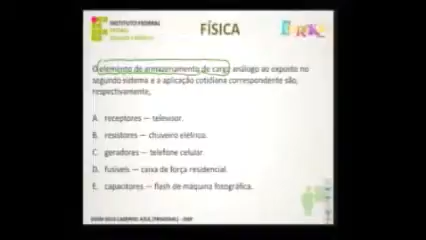 INSTITUTO FEDERAL
FÍSICA
O elemento de armazenamento de carga análogo ao exposto no
segundo sistema e a aplicação cotidiana correspondente são,
respectivamente,
A. receptores — televisor.
B. resistores — chuveiro elétrico.
C. geradores — telefone celular.
D. fusíveis — caixa de força residencial.
E. capacitores — flash de máquina fotográfica.